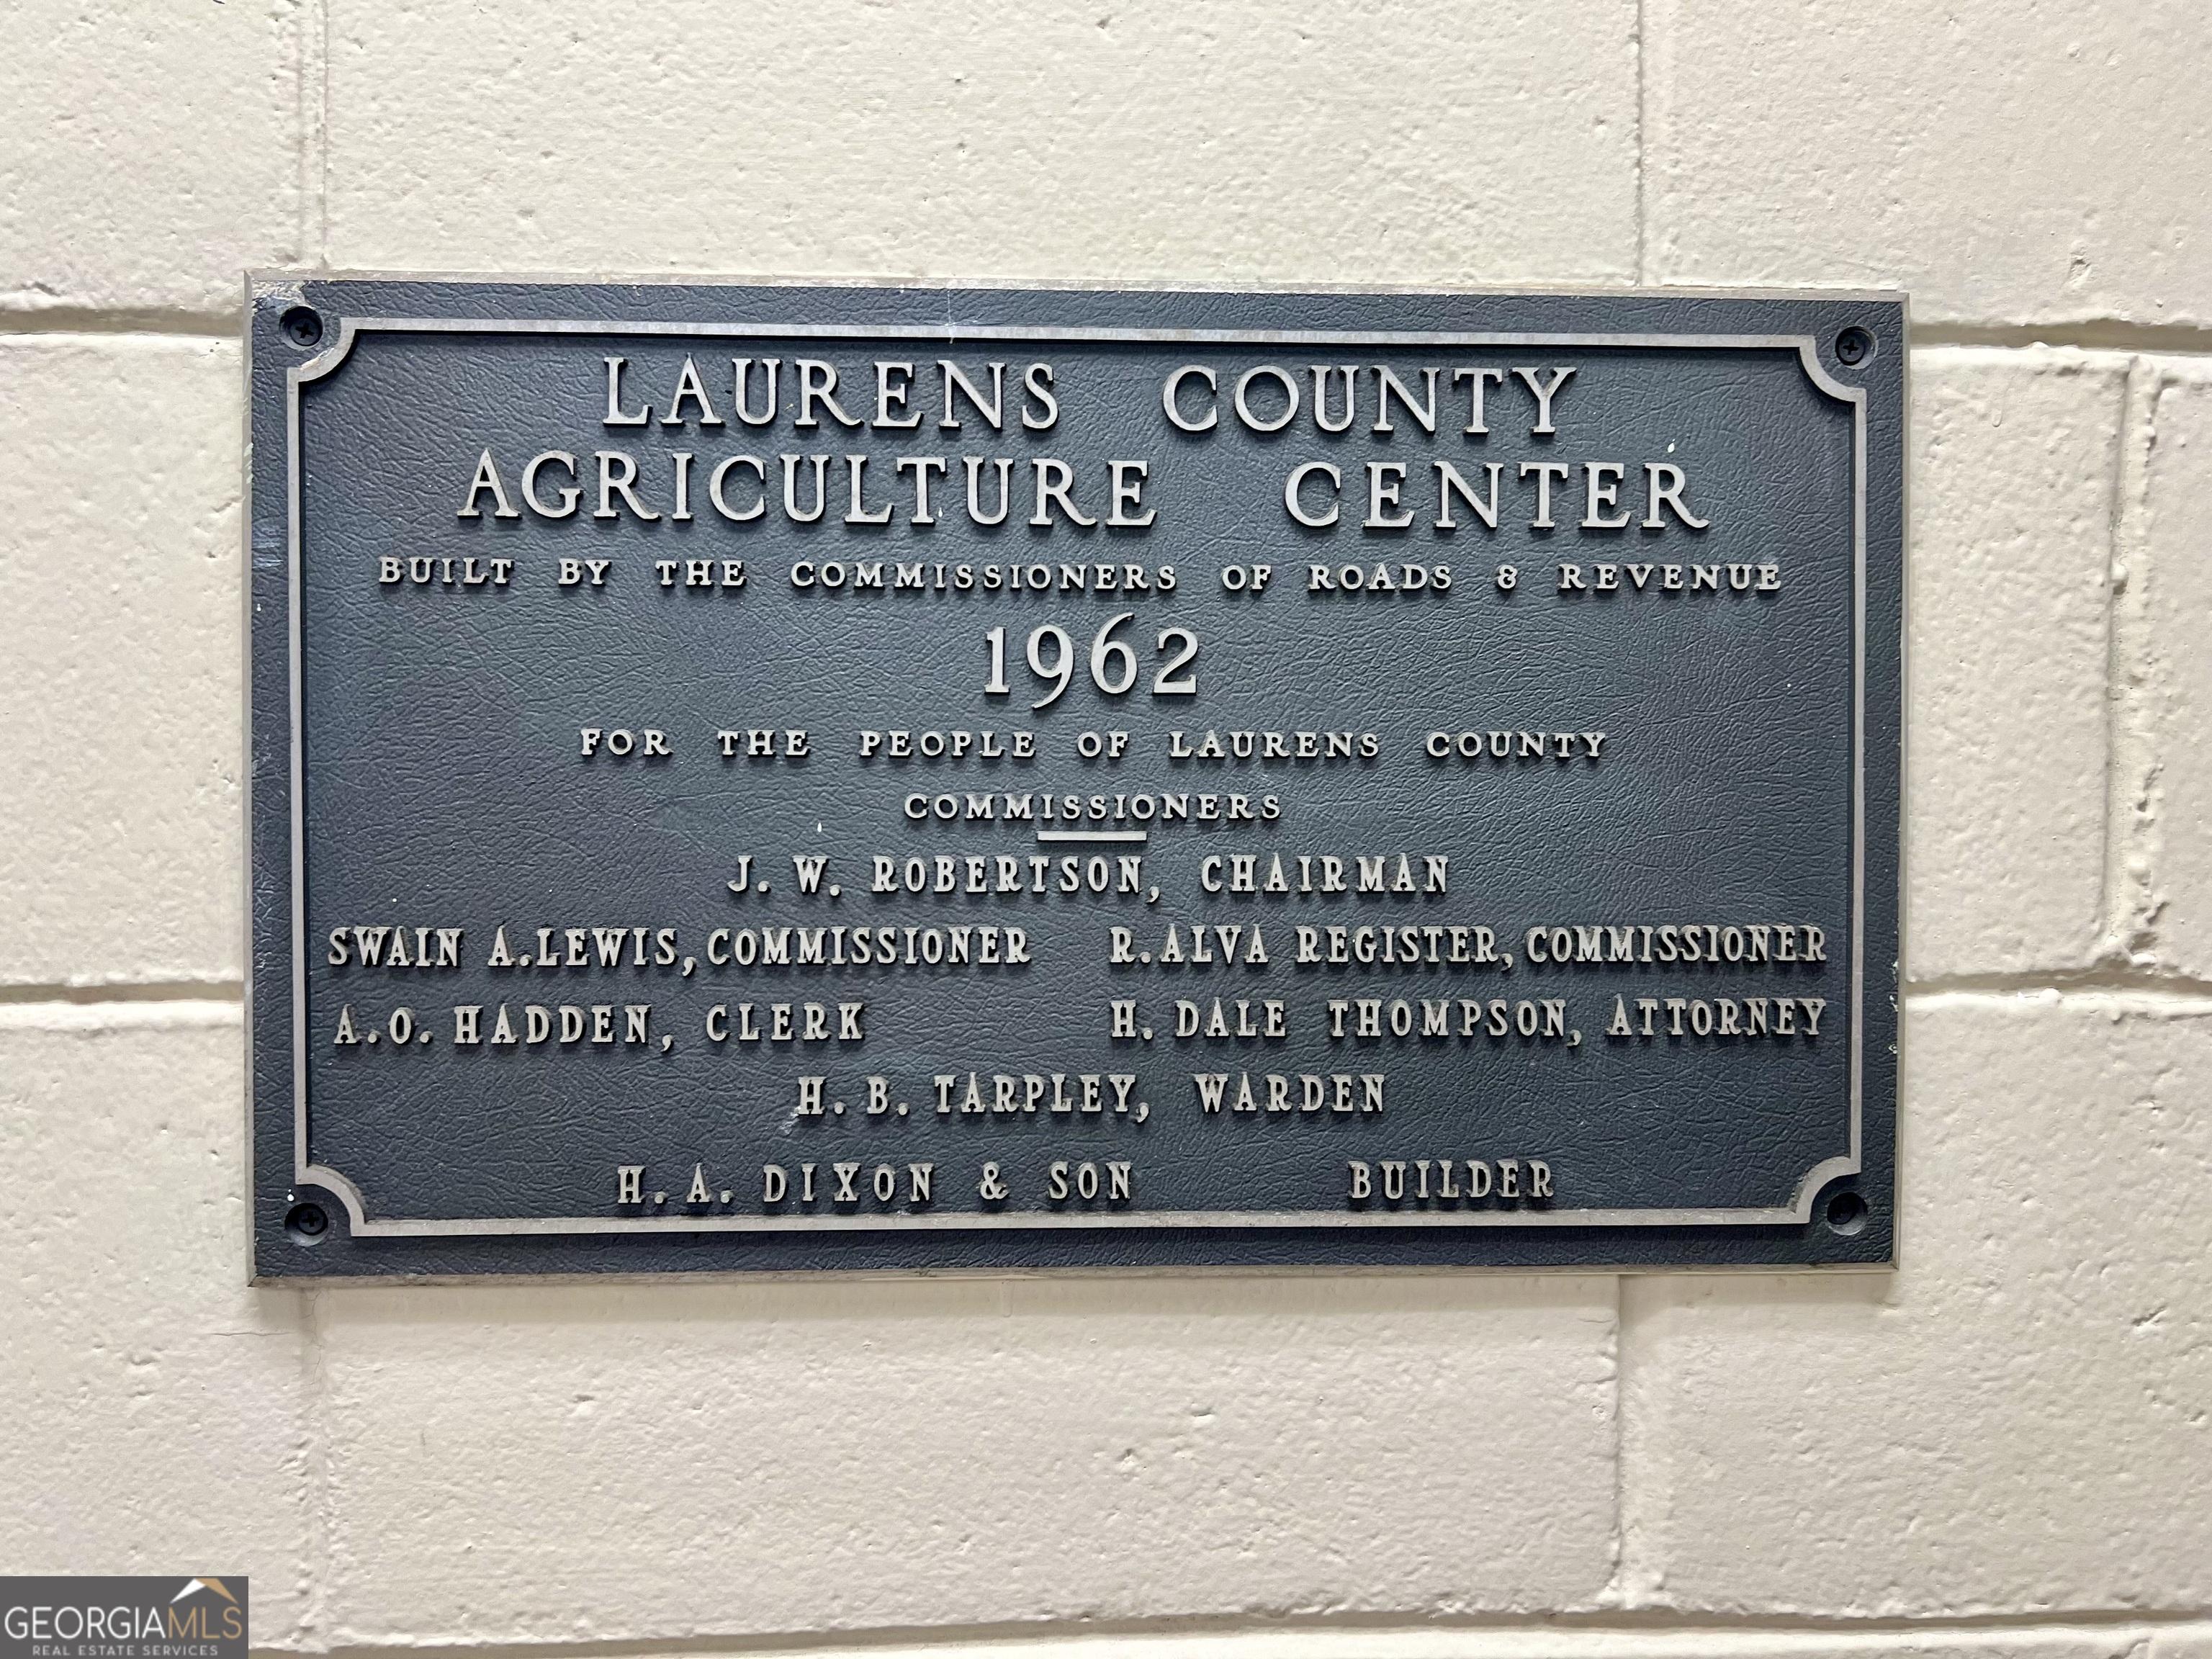 LAURENS COUNTY
AGRICULTURE CENTER
BUILT BY THE COMMISSIONERS OF ROADS & REVENUE
1962
FOR THE PEOPLE OF LAURENS COUNTY
COMMISSIONERS
J. W. ROBERTSON, CHAIRMAN
SWAIN A.LEWIS, COMMISSIONER R.ALVA REGISTER, COMMISSIONER
A.O. HADDEN, CLERK H. DALE THOMPSON, ATTORNEY
H. B. TARPLEY, WARDEN
H. A. DIXON & SON BUILDER
GEORGIAMLS
REAL ESTATE SERVICES